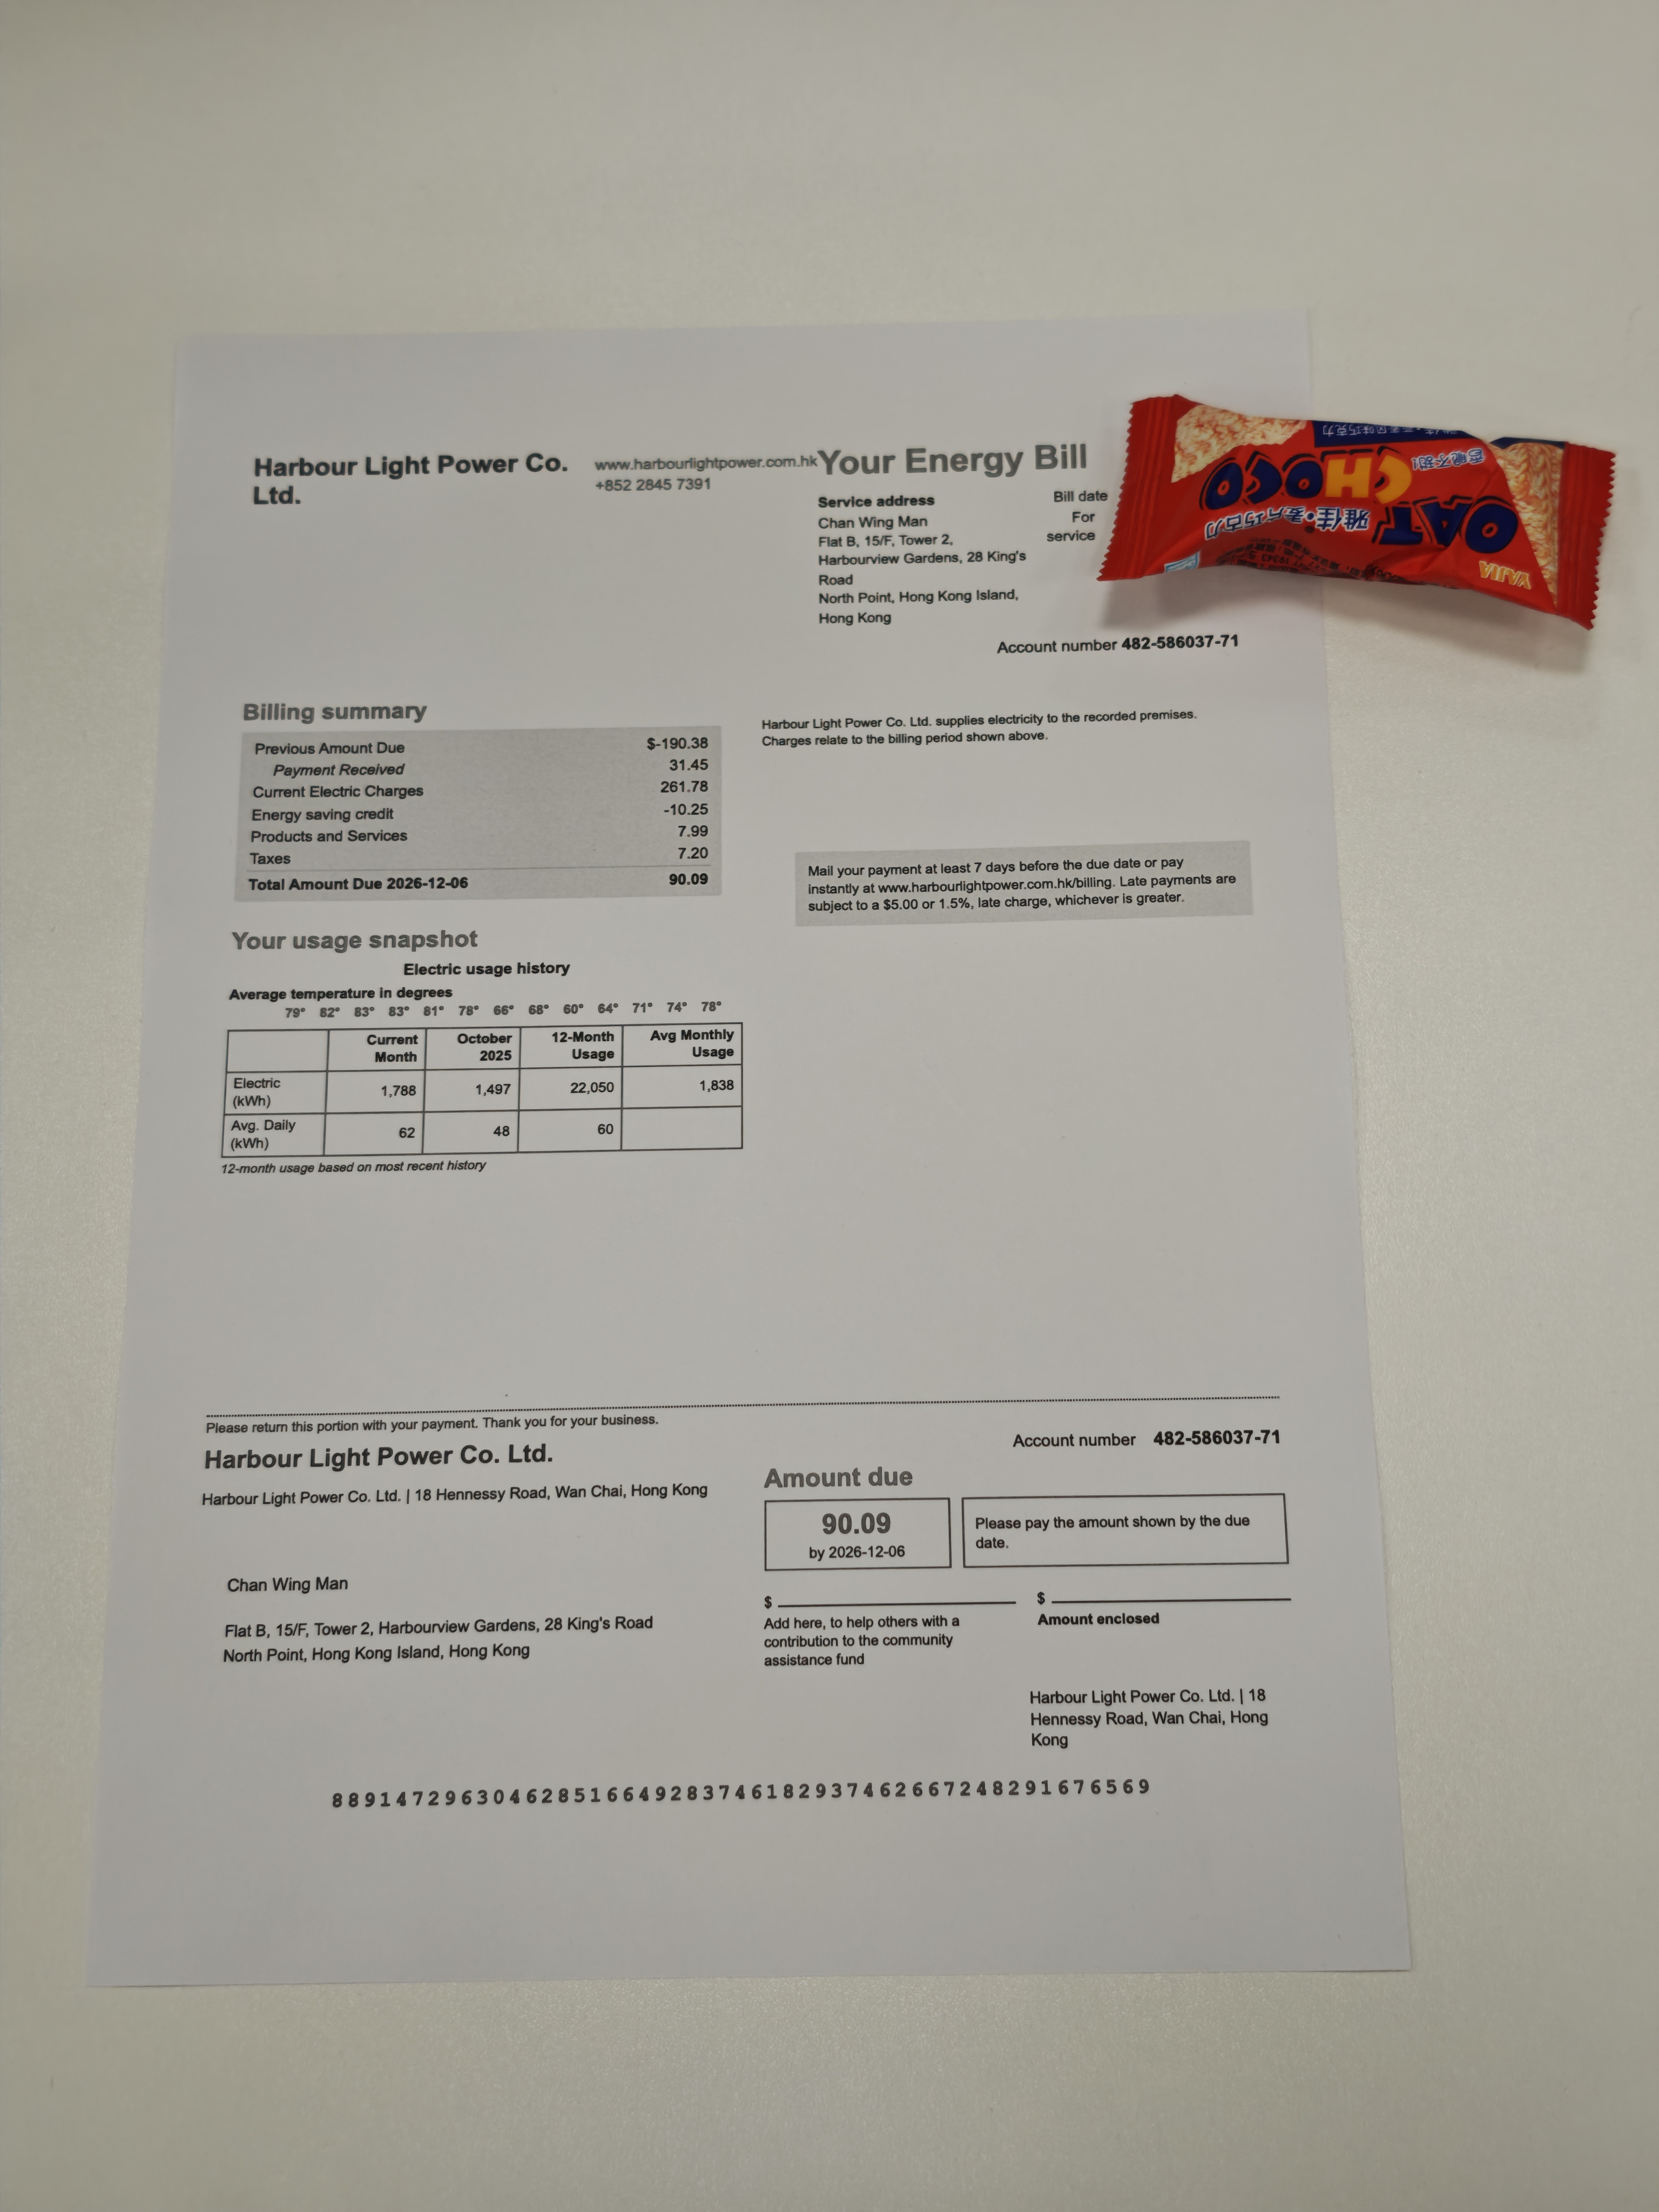 Harbour Light Power Co.
Ltd.
www.harbourlightpower.com.hk
+852 2845 7391
Your Energy Bill
Service address
Chan Wing Man
Flat B, 15/F, Tower 2,
Harbourview Gardens, 28 King's
Road
North Point, Hong Kong Island,
Hong Kong
Bill date
For
service
Account number 482-586037-71
YAJIA
OAT
CHOCO
雅佳•麦片巧克力
Billing summary
Previous Amount Due $-190.38
Payment Received 31.45
Current Electric Charges 261.78
Energy saving credit -10.25
Products and Services 7.99
Taxes 7.20
Total Amount Due 2026-12-06 90.09
Harbour Light Power Co. Ltd. supplies electricity to the recorded premises.
Charges relate to the billing period shown above.
Mail your payment at least 7 days before the due date or pay
instantly at www.harbourlightpower.com.hk/billing. Late payments are
subject to a $5.00 or 1.5%, late charge, whichever is greater.
Your usage snapshot
Electric usage history
Average temperature in degrees
79° 82° 83° 83° 81° 78° 66° 68° 60° 64° 71° 74° 78°
Current Month October 2025 12-Month Usage Avg Monthly Usage
Electric (kWh) 1,788 1,497 22,050 1,838
Avg. Daily (kWh) 62 48 60
12-month usage based on most recent history
Please return this portion with your payment. Thank you for your business.
Harbour Light Power Co. Ltd.
Harbour Light Power Co. Ltd. | 18 Hennessy Road, Wan Chai, Hong Kong
Account number 482-586037-71
Amount due
90.09
by 2026-12-06
Please pay the amount shown by the due
date.
Chan Wing Man
Flat B, 15/F, Tower 2, Harbourview Gardens, 28 King's Road
North Point, Hong Kong Island, Hong Kong
$
Add here, to help others with a
contribution to the community
assistance fund
$
Amount enclosed
Harbour Light Power Co. Ltd. | 18
Hennessy Road, Wan Chai, Hong
Kong
88914729630462851664928374618293746266724829167656​9